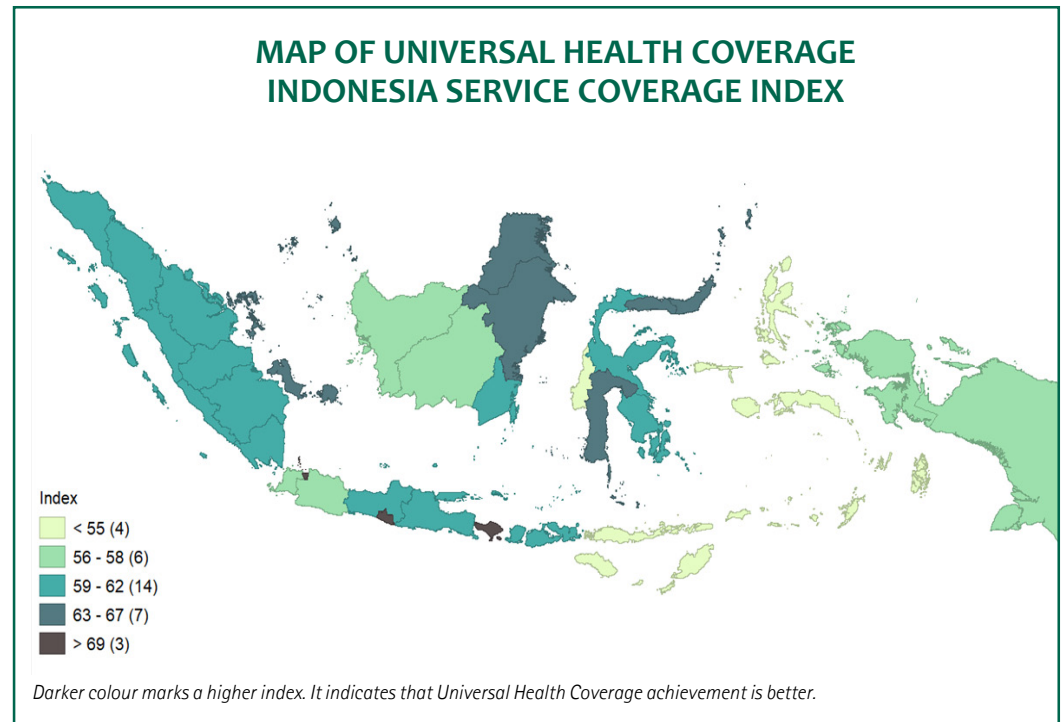 MAP OF UNIVERSAL HEALTH COVERAGE
INDONESIA SERVICE COVERAGE INDEX
Index
< 55 (4)
56 - 58 (6)
59 - 62 (14)
63 - 67 (7)
> 69 (3)
Darker colour marks a higher index. It indicates that Universal Health Coverage achievement is better.